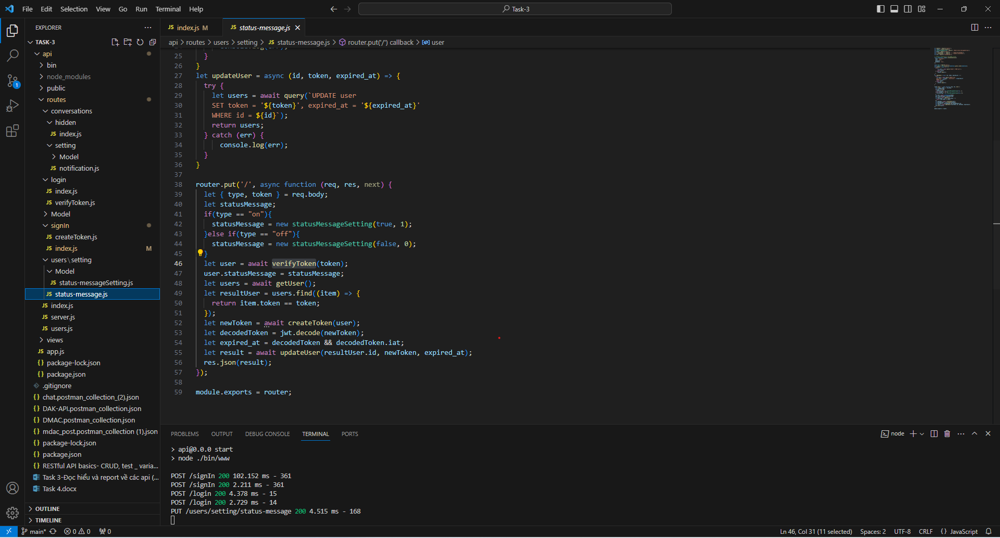 File Edit Selection View Go Run Terminal Help
Task-3
EXPLORER
TASK-3
api
bin
node_modules
public
routes
conversations
hidden
JS index.js
setting
Model
JS notification.js
login
JS index.js
JS verifyToken.js
Model
signIn
JS createToken.js
JS index.js M
users\setting
Model
JS status-messageSetting.js
JS status-message.js
JS index.js
JS server.js
JS users.js
views
JS app.js
{} package-lock.json
{} package.json
.gitignore
{} chat.postman_collection_(2).json
{} DAK-API.postman_collection.json
{} DMAC.postman_collection.json
{} mdac_post.postman_collection (1).json
{} package-lock.json
{} package.json
{} RESTful API basics- CRUD, test _ varia...
Task 3-Đọc hiểu và report về các api (...
Task 4.docx
OUTLINE
TIMELINE
JS index.js M
JS status-message.js
api > routes > users > setting > JS status-message.js > router.put('/') callback > user
25 }
26 }
27 let updateUser = async (id, token, expired_at) => {
28 try {
29 let users = await query(`UPDATE user
30 SET token = '${token}', expired_at = '${expired_at}'
31 WHERE id = ${id}`);
32 return users;
33 } catch (err) {
34 console.log(err);
35 }
36 }
37
38 router.put('/', async function (req, res, next) {
39 let { type, token } = req.body;
40 let statusMessage;
41 if(type == "on"){
42 statusMessage = new statusMessageSetting(true, 1);
43 }else if(type == "off"){
44 statusMessage = new statusMessageSetting(false, 0);
45 }
46 let user = await verifyToken(token);
47 user.statusMessage = statusMessage;
48 let users = await getUser();
49 let resultUser = users.find((item) => {
50 return item.token == token;
51 });
52 let newToken = await createToken(user);
53 let decodedToken = jwt.decode(newToken);
54 let expired_at = decodedToken && decodedToken.iat;
55 let result = await updateUser(resultUser.id, newToken, expired_at);
56 res.json(result);
57 });
58
59 module.exports = router;
PROBLEMS OUTPUT DEBUG CONSOLE TERMINAL PORTS
node
> api@0.0.0 start
> node ./bin/www
POST /signIn 200 102.152 ms - 361
POST /signIn 200 2.211 ms - 361
POST /login 200 4.378 ms - 15
POST /login 200 2.729 ms - 14
PUT /users/setting/status-message 200 4.515 ms - 168
1
main* 0 0 0
Ln 46, Col 31 (11 selected) Spaces: 2 UTF-8 CRLF {} JavaScript